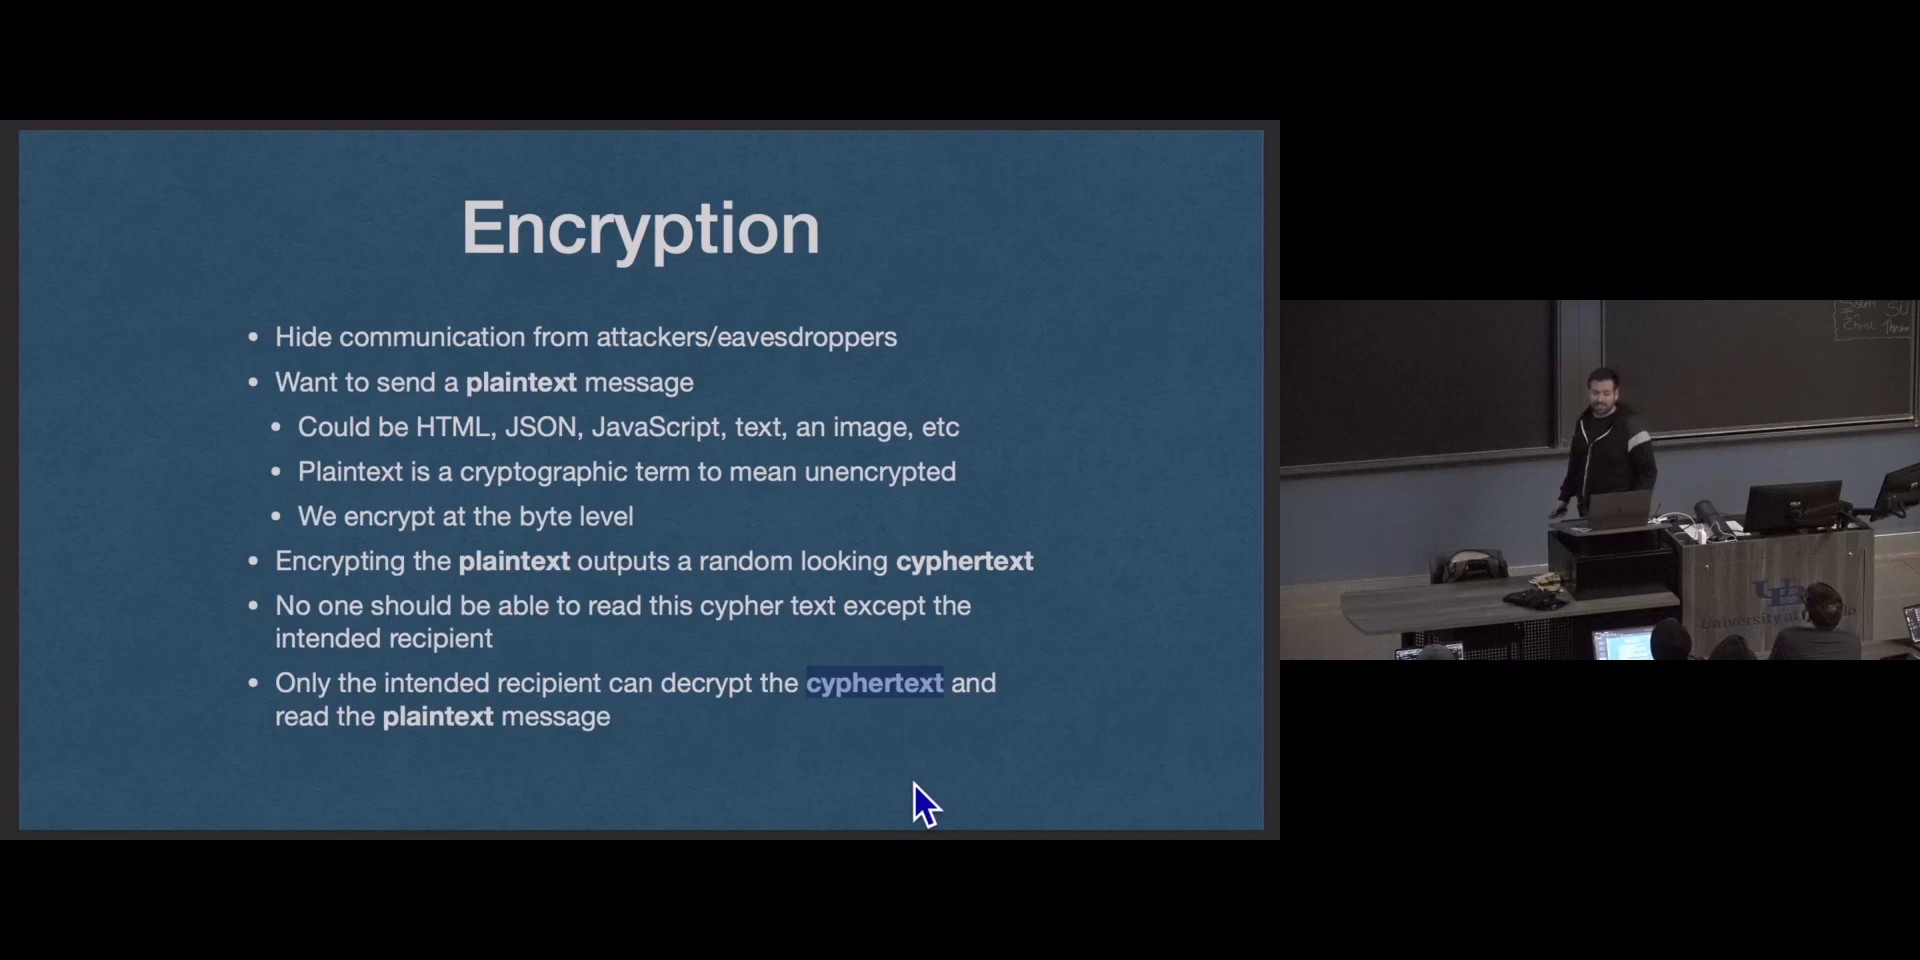 Encryption
• Hide communication from attackers/eavesdroppers
• Want to send a plaintext message
• Could be HTML, JSON, JavaScript, text, an image, etc
• Plaintext is a cryptographic term to mean unencrypted
• We encrypt at the byte level
• Encrypting the plaintext outputs a random looking cyphertext
• No one should be able to read this cypher text except the
intended recipient
• Only the intended recipient can decrypt the cyphertext and
read the plaintext message
Christ
University at